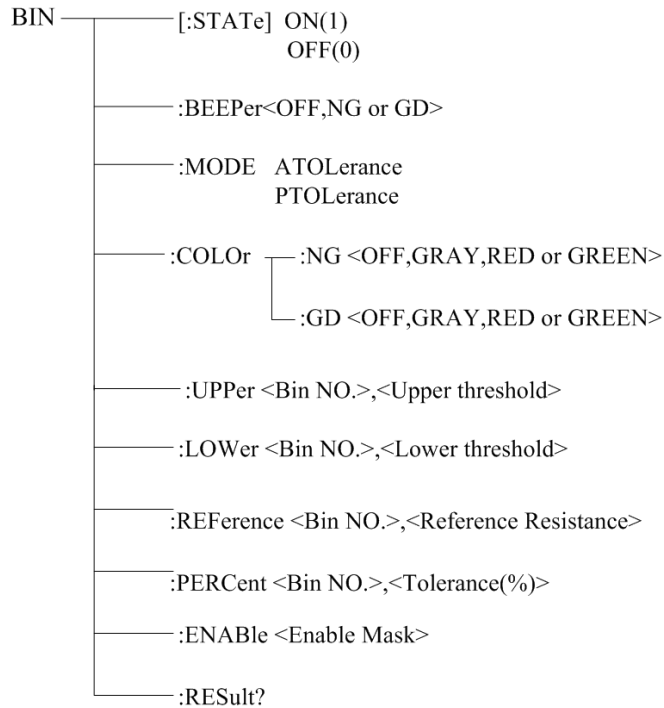 BIN [:STATe] ON(1)
OFF(0)
:BEEPer<OFF,NG or GD>
:MODE ATOLerance
PTOLerance
:COLOr :NG <OFF,GRAY,RED or GREEN>
:GD <OFF,GRAY,RED or GREEN>
:UPPer <Bin NO.>,<Upper threshold>
:LOWer <Bin NO.>,<Lower threshold>
:REFerence <Bin NO.>,<Reference Resistance>
:PERCent <Bin NO.>,<Tolerance(%)>
:ENABle <Enable Mask>
:RESult?